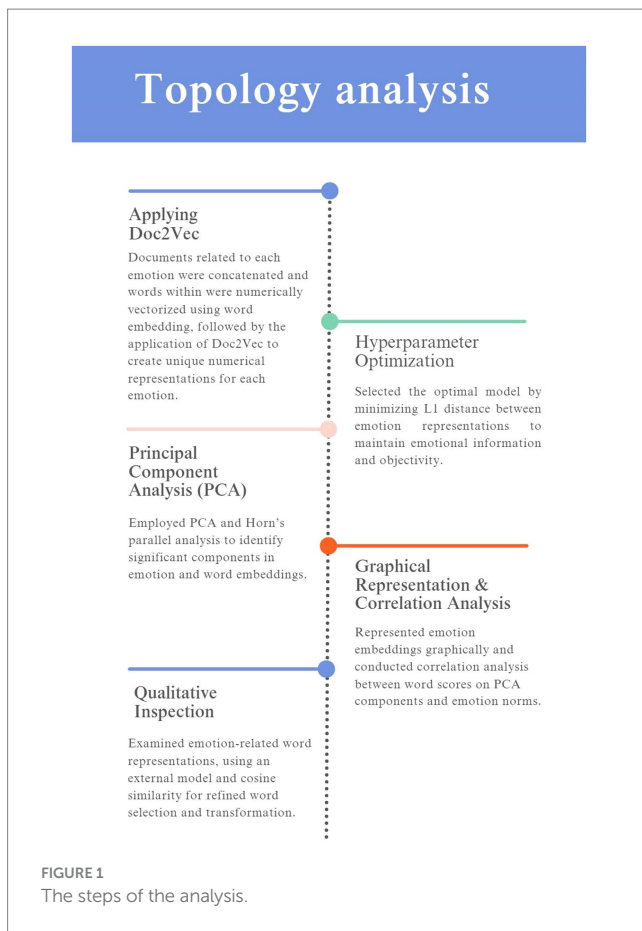 Topology analysis
Applying
Doc2Vec
Documents related to each
emotion were concatenated and
words within were numerically
vectorized using word
embedding, followed by the
application of Doc2Vec to
create unique numerical
representations for each
emotion.
Hyperparameter
Optimization
Selected the optimal model by
minimizing L1 distance between
emotion representations to
maintain emotional information
and objectivity.
Principal
Component
Analysis (PCA)
Employed PCA and Horn's
parallel analysis to identify
significant components in
emotion and word embeddings.
Graphical
Representation &
Correlation Analysis
Represented emotion
embeddings graphically and
conducted correlation analysis
between word scores on PCA
components and emotion norms.
Qualitative
Inspection
Examined emotion-related word
representations, using an
external model and cosine
similarity for refined word
selection and transformation.
FIGURE 1
The steps of the analysis.